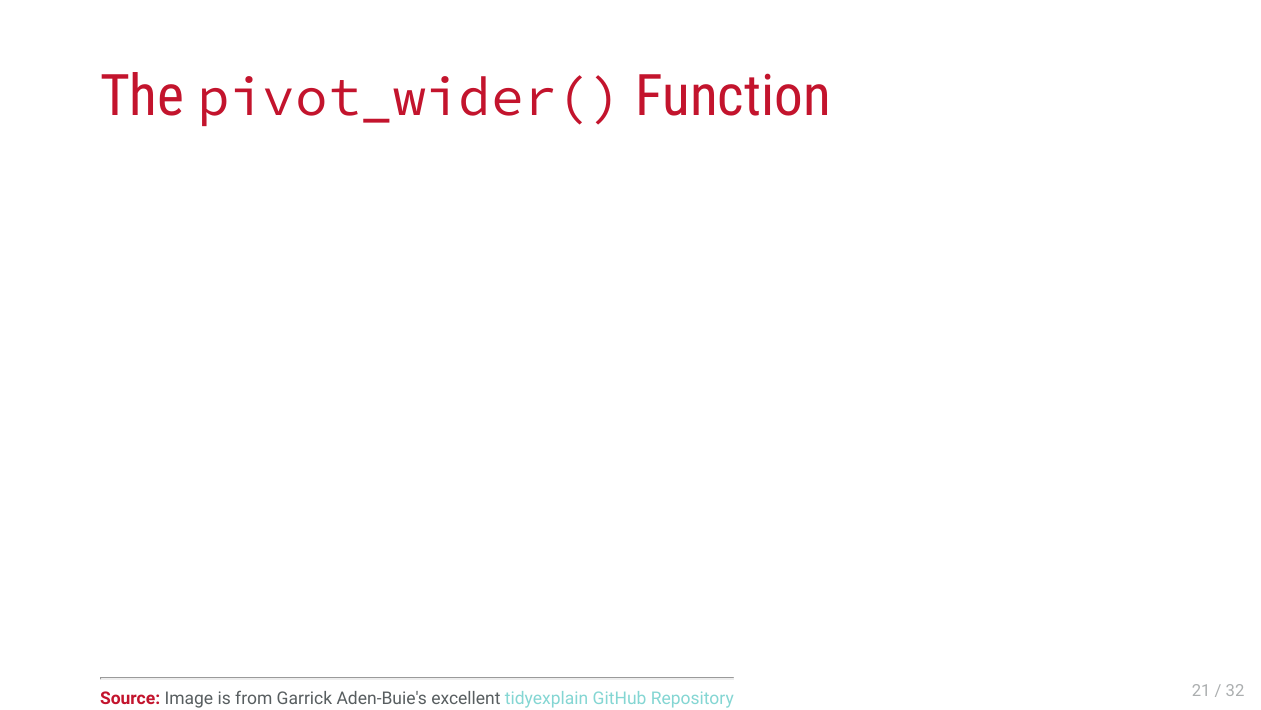 The pivot_wider() Function
Source: Image is from Garrick Aden-Buie's excellent tidyexplain GitHub Repository
21 / 32